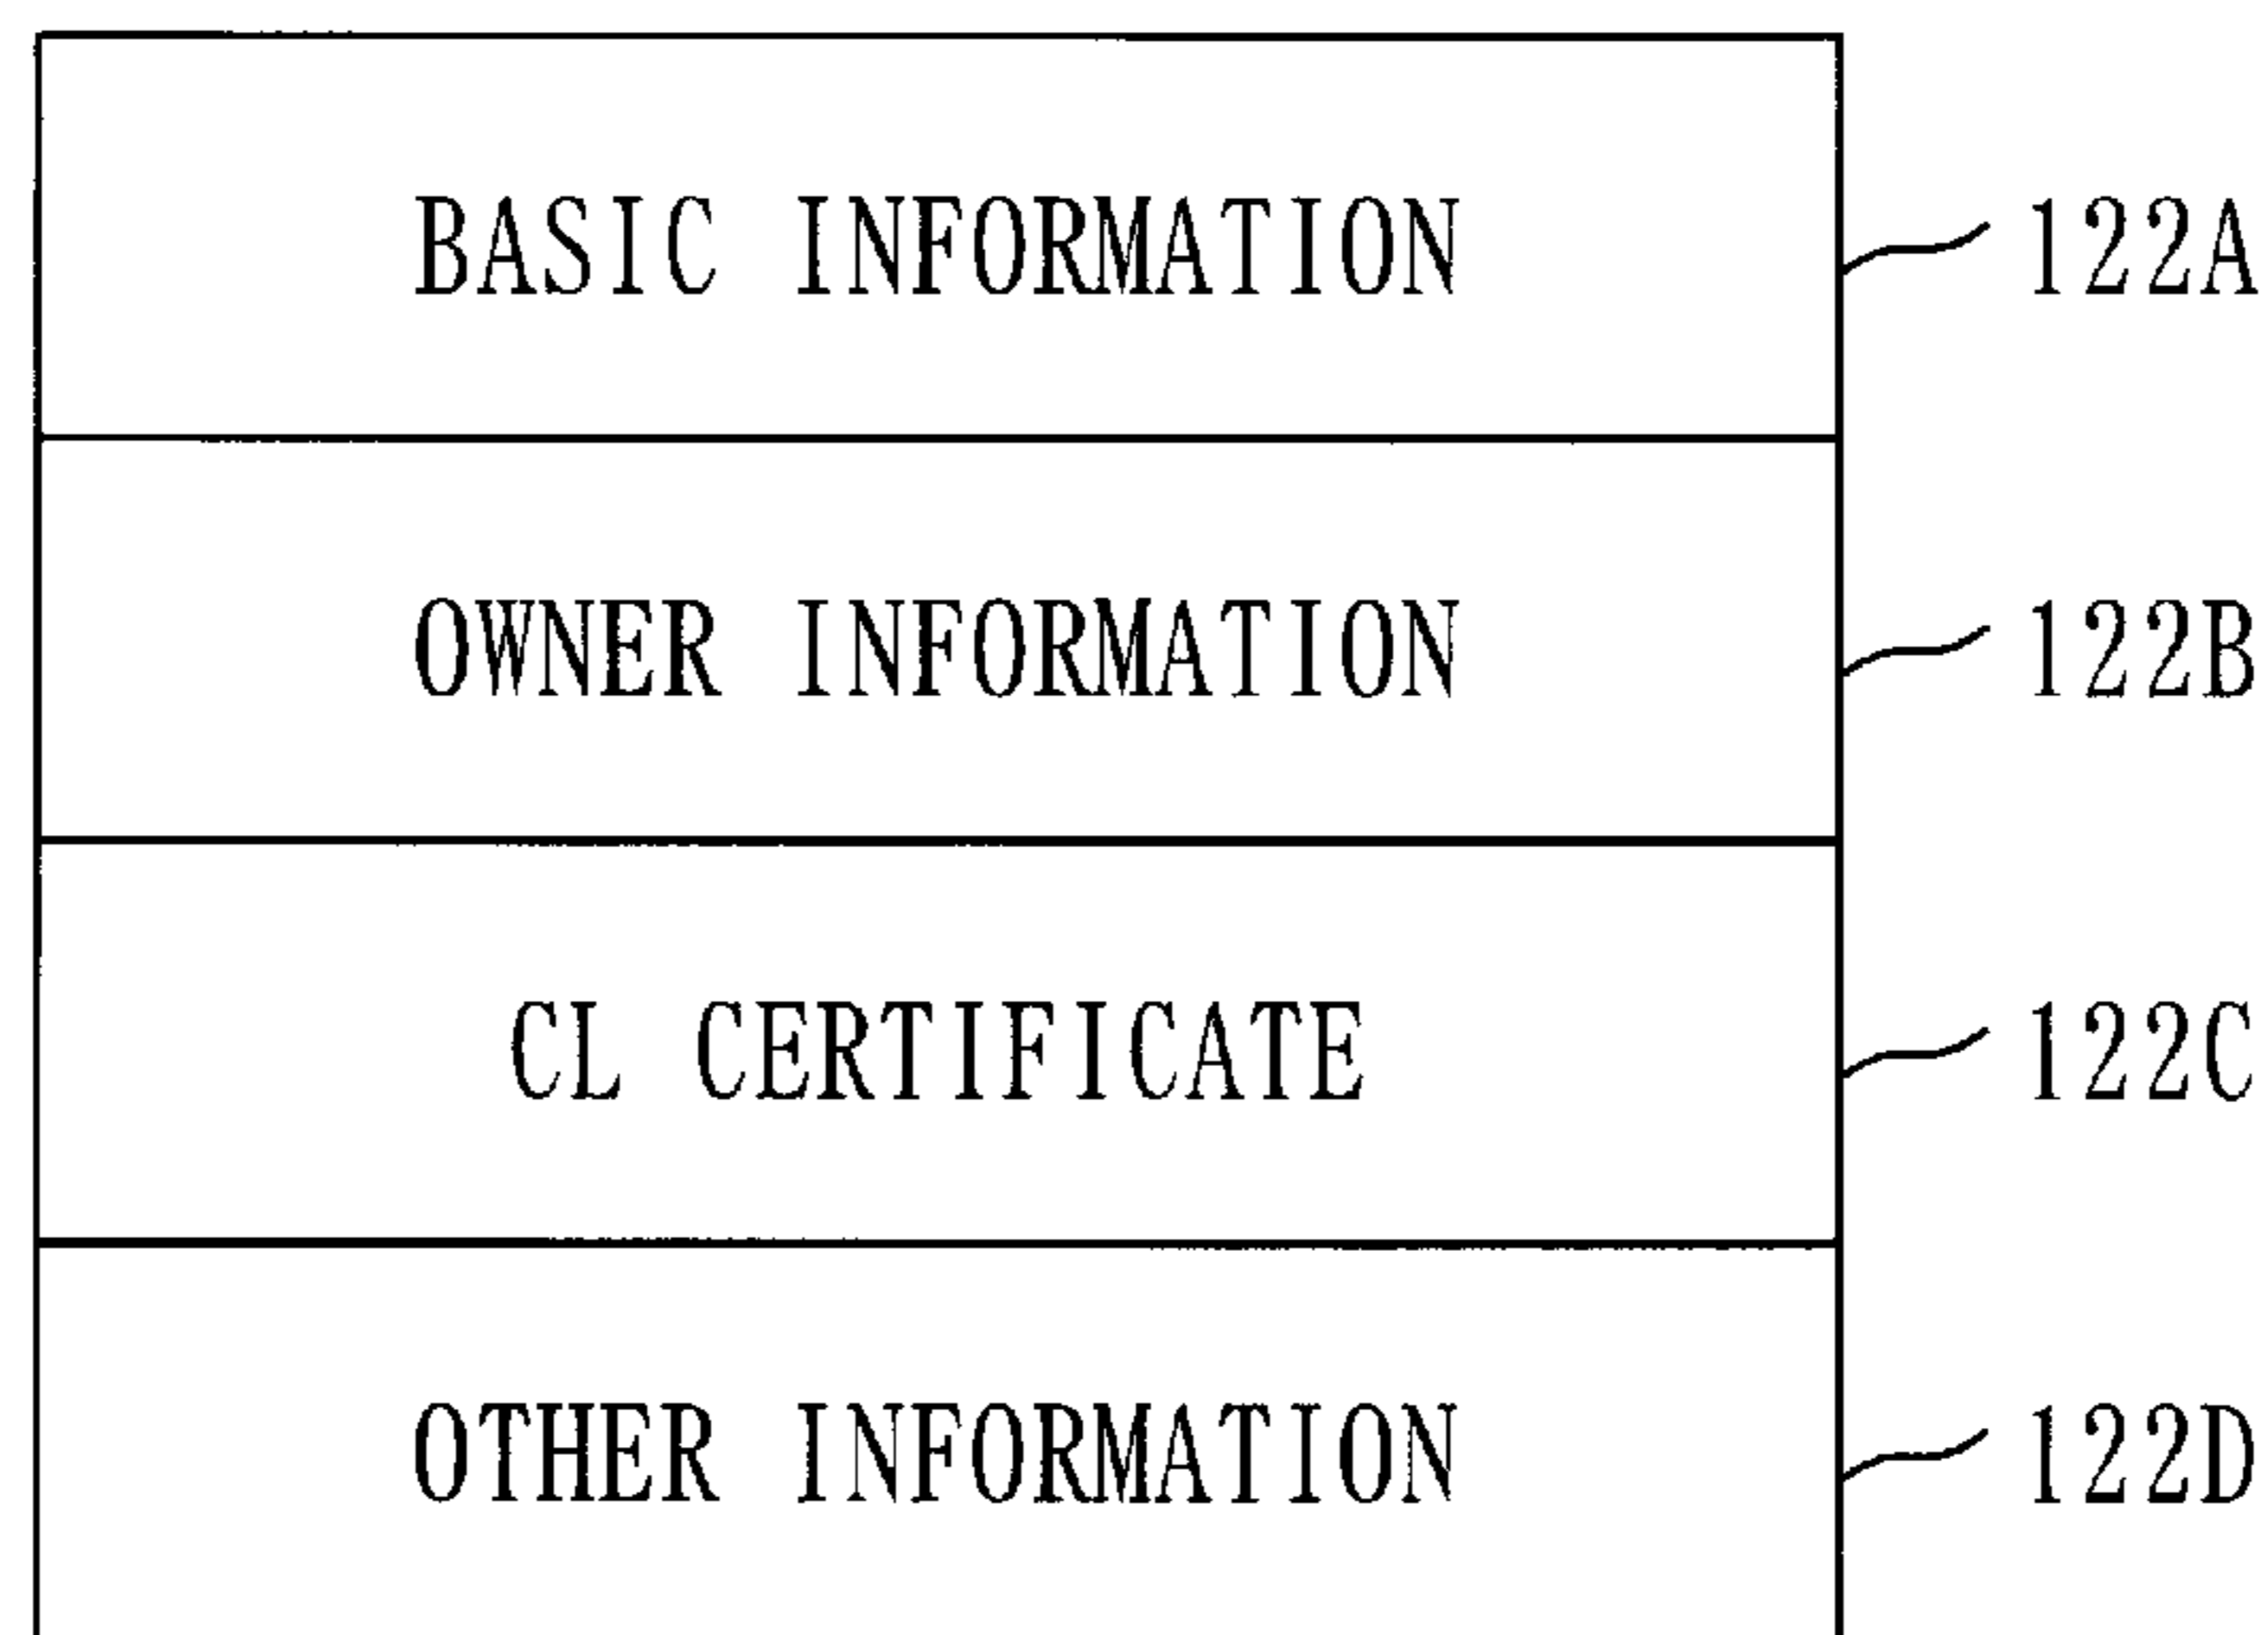 BASIC INFORMATION 122A
OWNER INFORMATION 122B
CL CERTIFICATE 122C
OTHER INFORMATION 122D